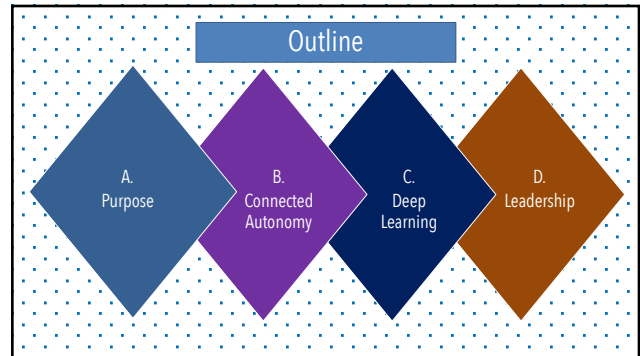 Outline
A.
Purpose
B.
Connected
Autonomy
C.
Deep
Learning
D.
Leadership